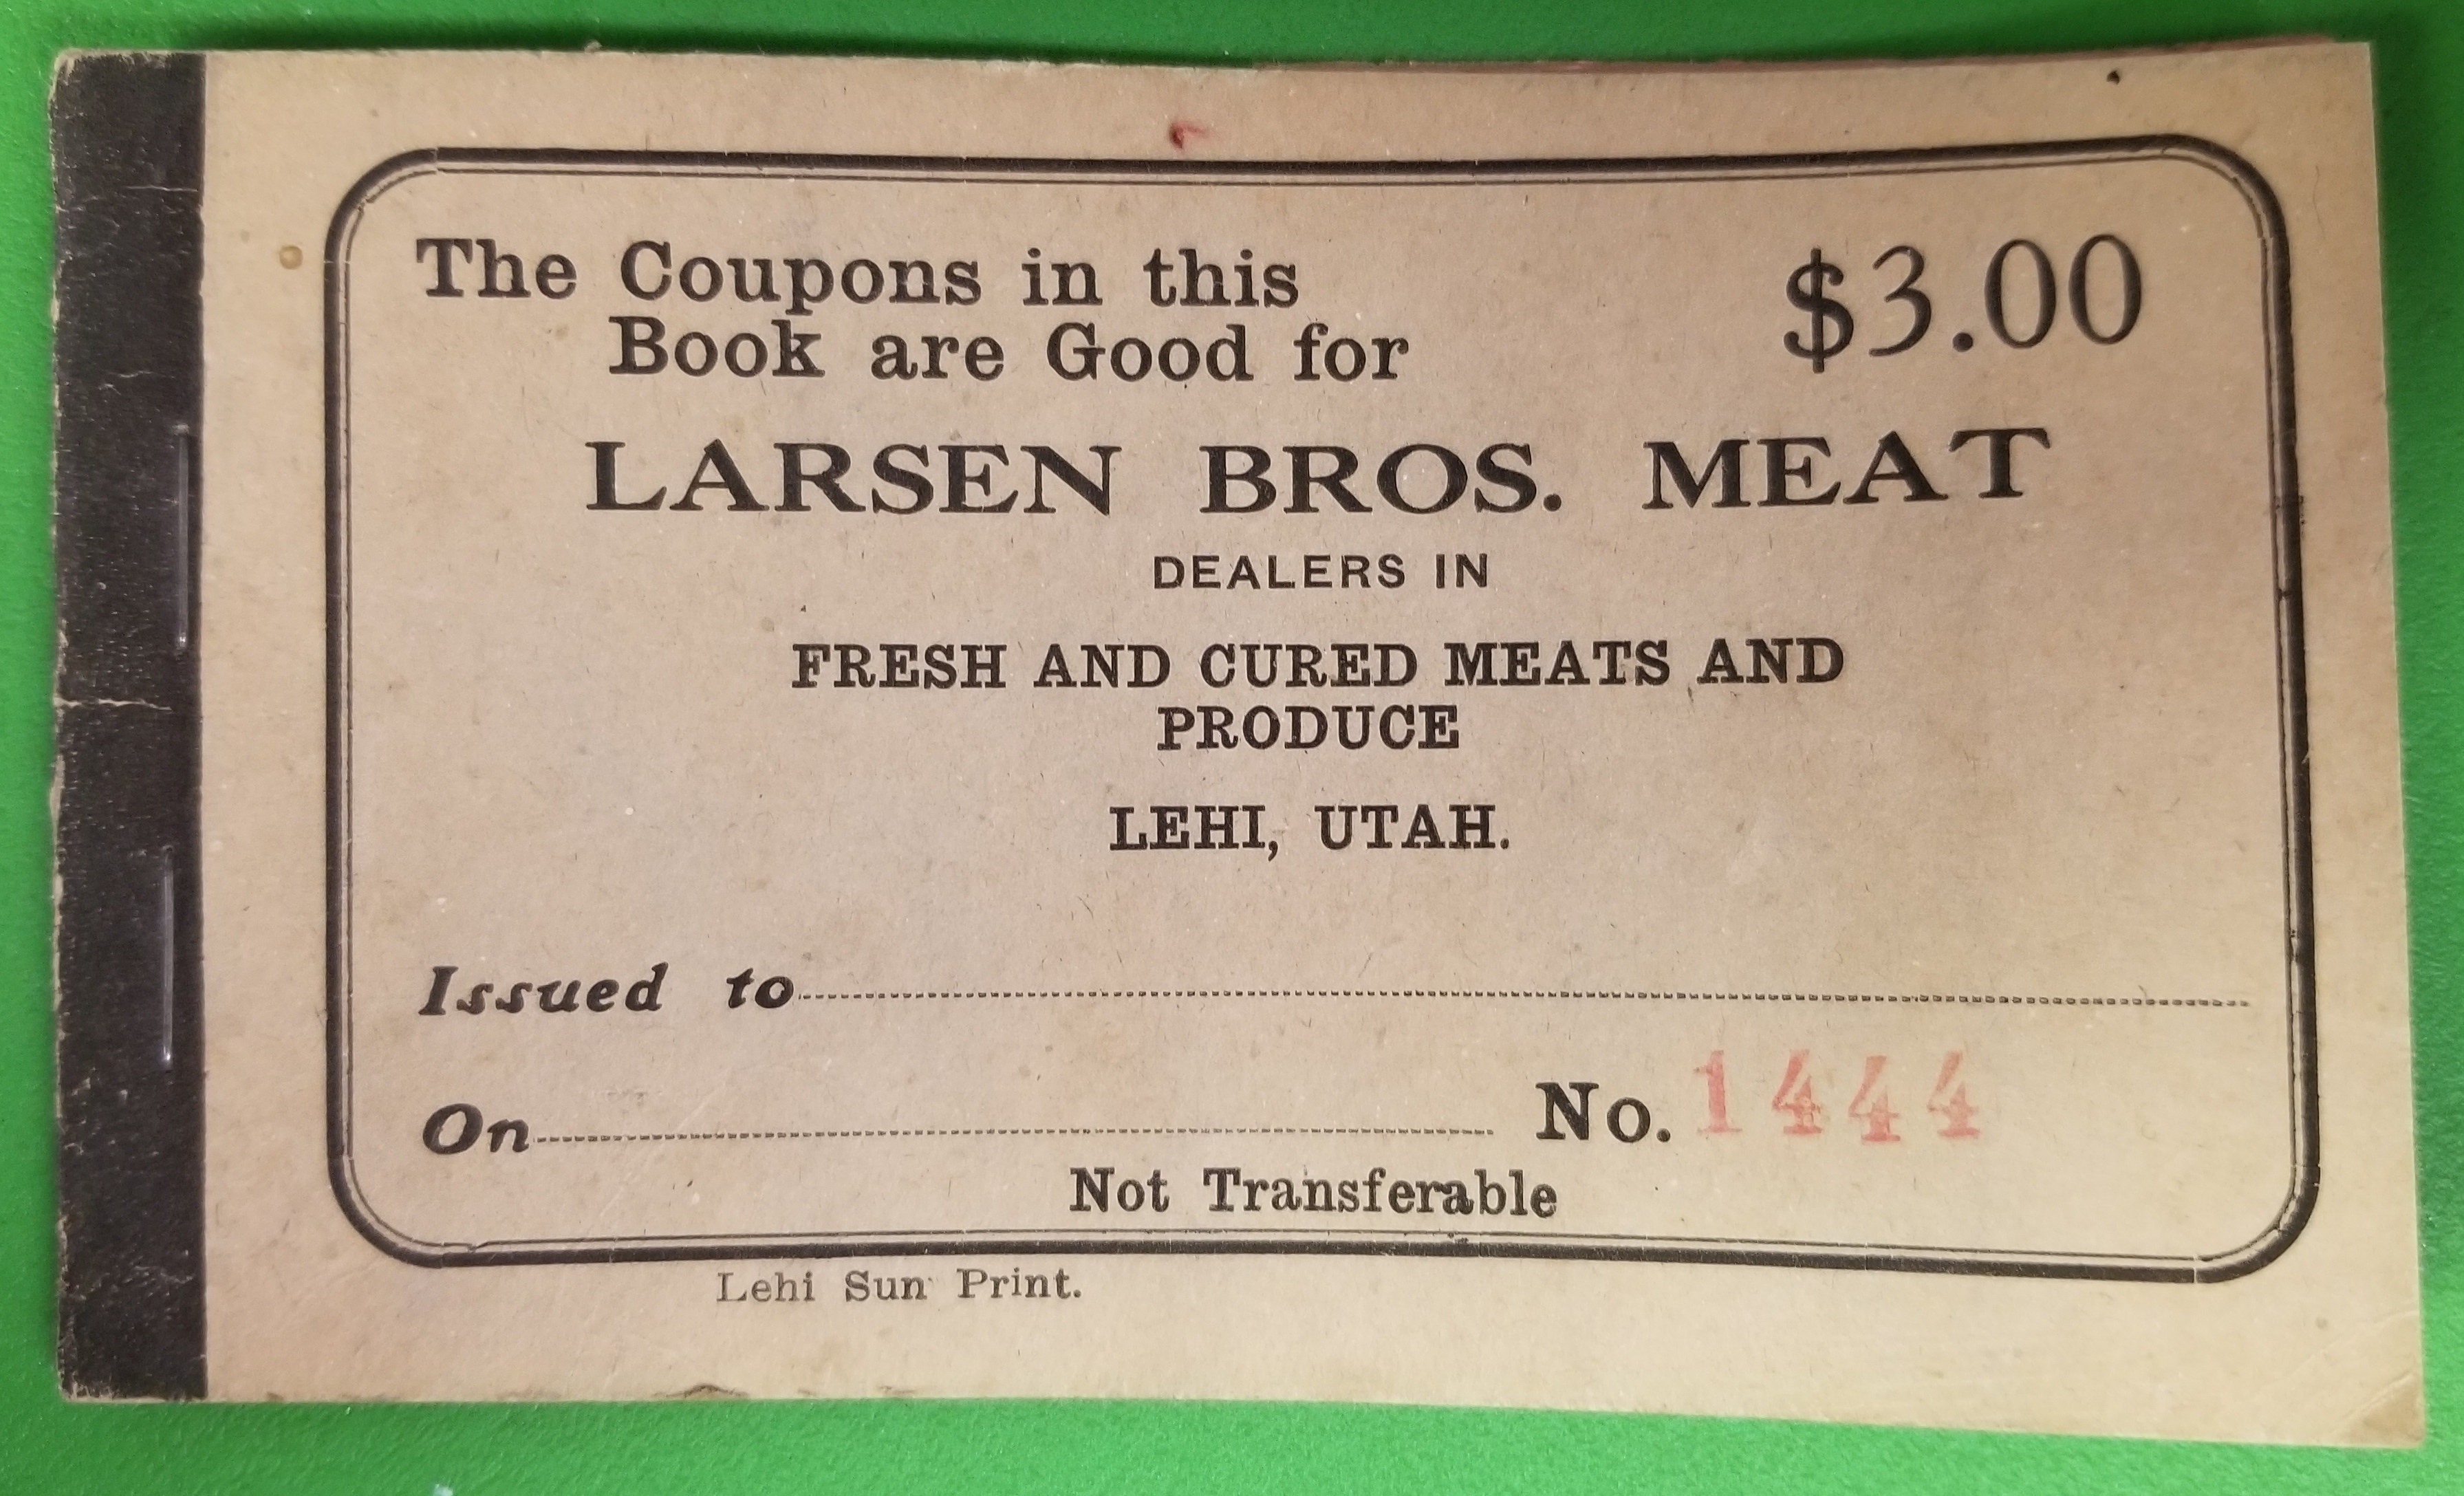 The Coupons in this
Book are Good for
$3.00
LARSEN BROS. MEAT
DEALERS IN
FRESH AND CURED MEATS AND
PRODUCE
LEHI, UTAH.
Issued to
On No. 1444
Not Transferable
Lehi Sun Print.